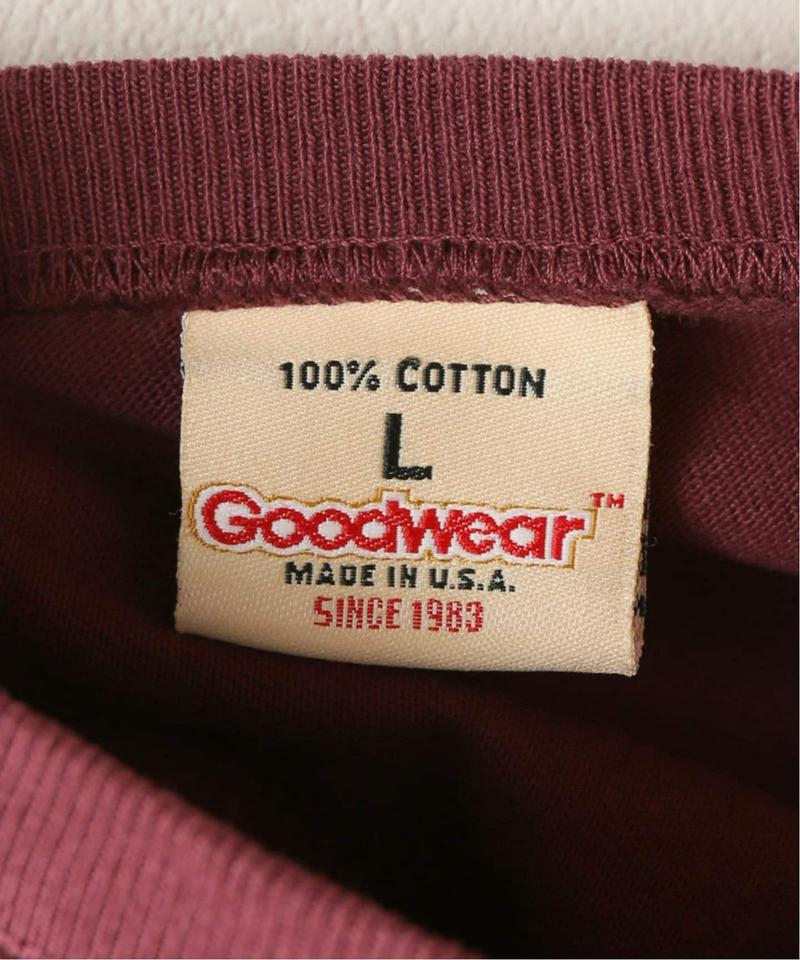 100% COTTON
L
Goodwear™
MADE IN U.S.A.
SINCE 1983